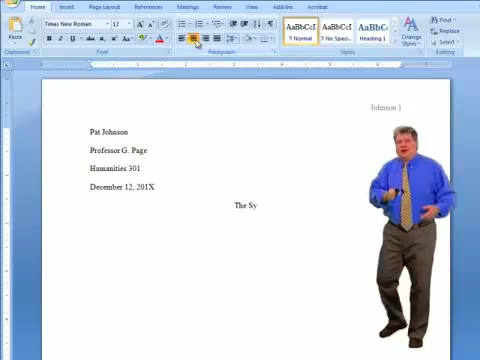 Home Insert Page Layout References Mailings Review View Add-Ins Acrobat
Times New Roman 12
Paste
B I U abc
AaBbCcI AaBbCcI AaBbC
¶ Normal ¶ No Spaci... Heading 1
Change Styles
Find
Replace
Select
Clipboard Font Paragraph Styles Editing
Johnson 1
Pat Johnson
Professor G. Page
Humanities 301
December 12, 201X
The Sy